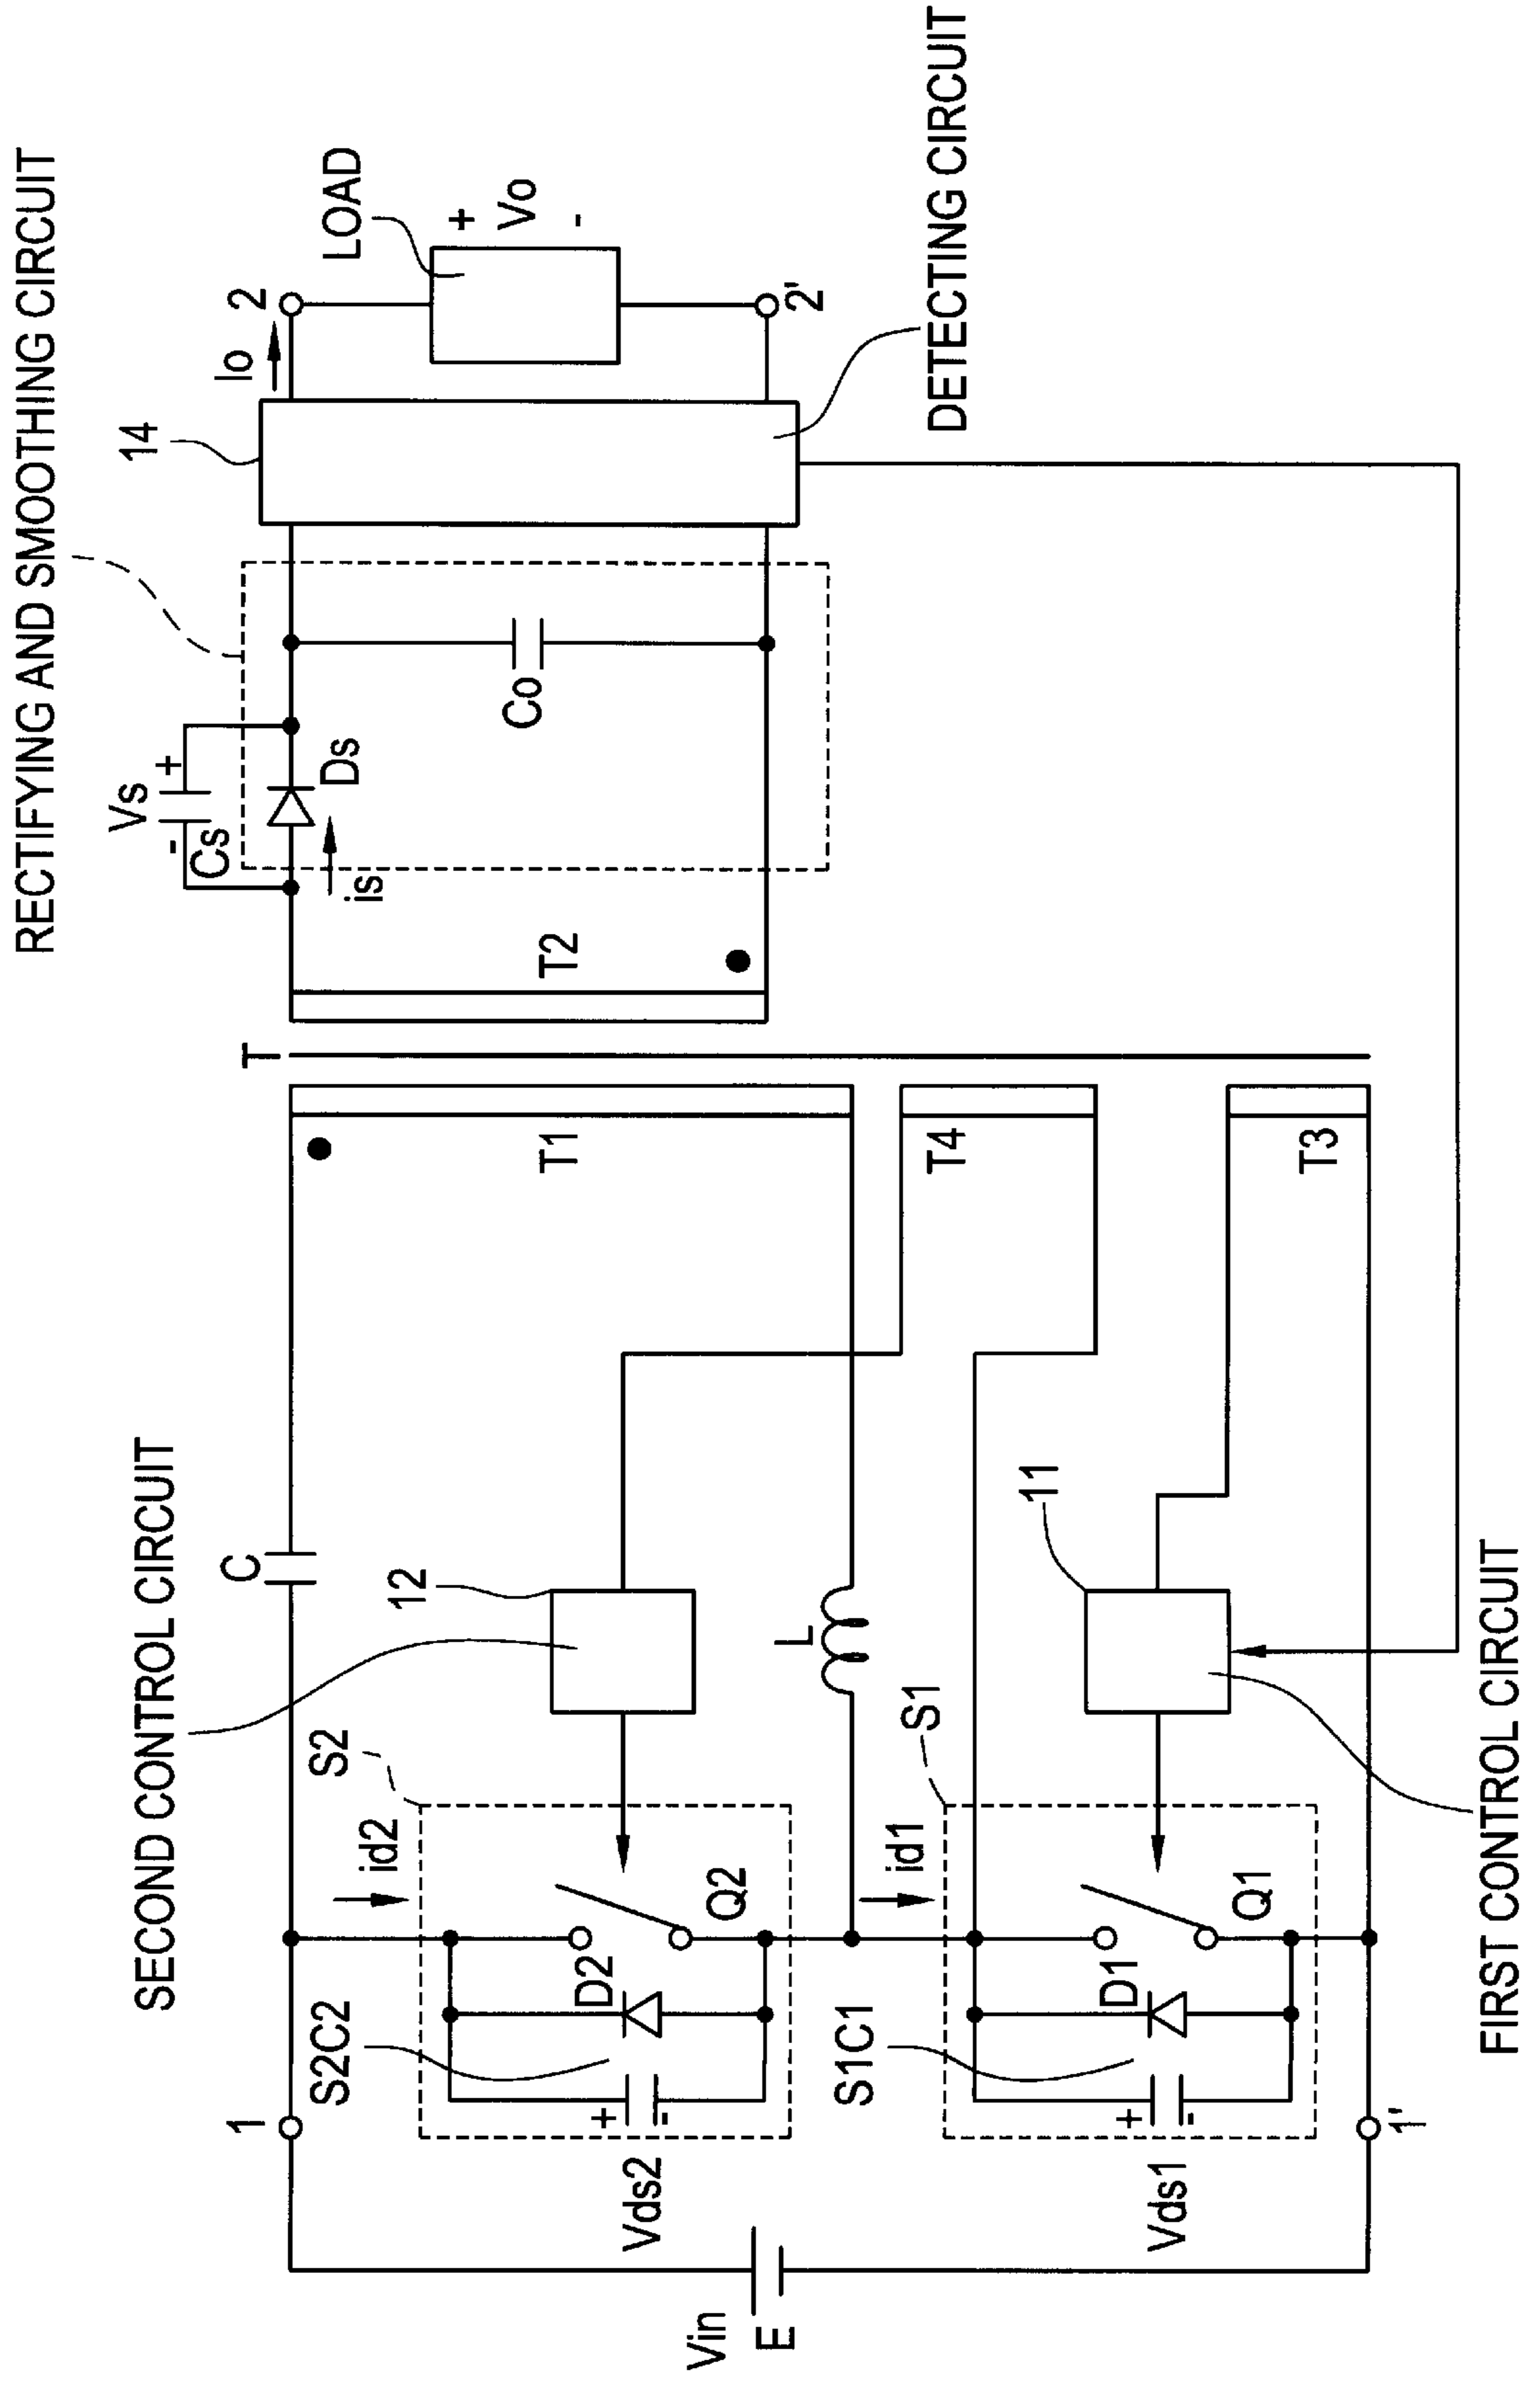 RECTIFYING AND SMOOTHING CIRCUIT
SECOND CONTROL CIRCUIT
Vs
-
+
Cs
14
Io
2
C
T
1
is
Ds
LOAD
S2
id2
12
S2C2
D2
Q2
+
-
Vds2
T1
T2
Co
+
Vo
-
Vin
E
L
2'
S1
id1
T4
DETECTING CIRCUIT
S1C1
D1
Q1
+
-
Vds1
11
T3
1'
FIRST CONTROL CIRCUIT